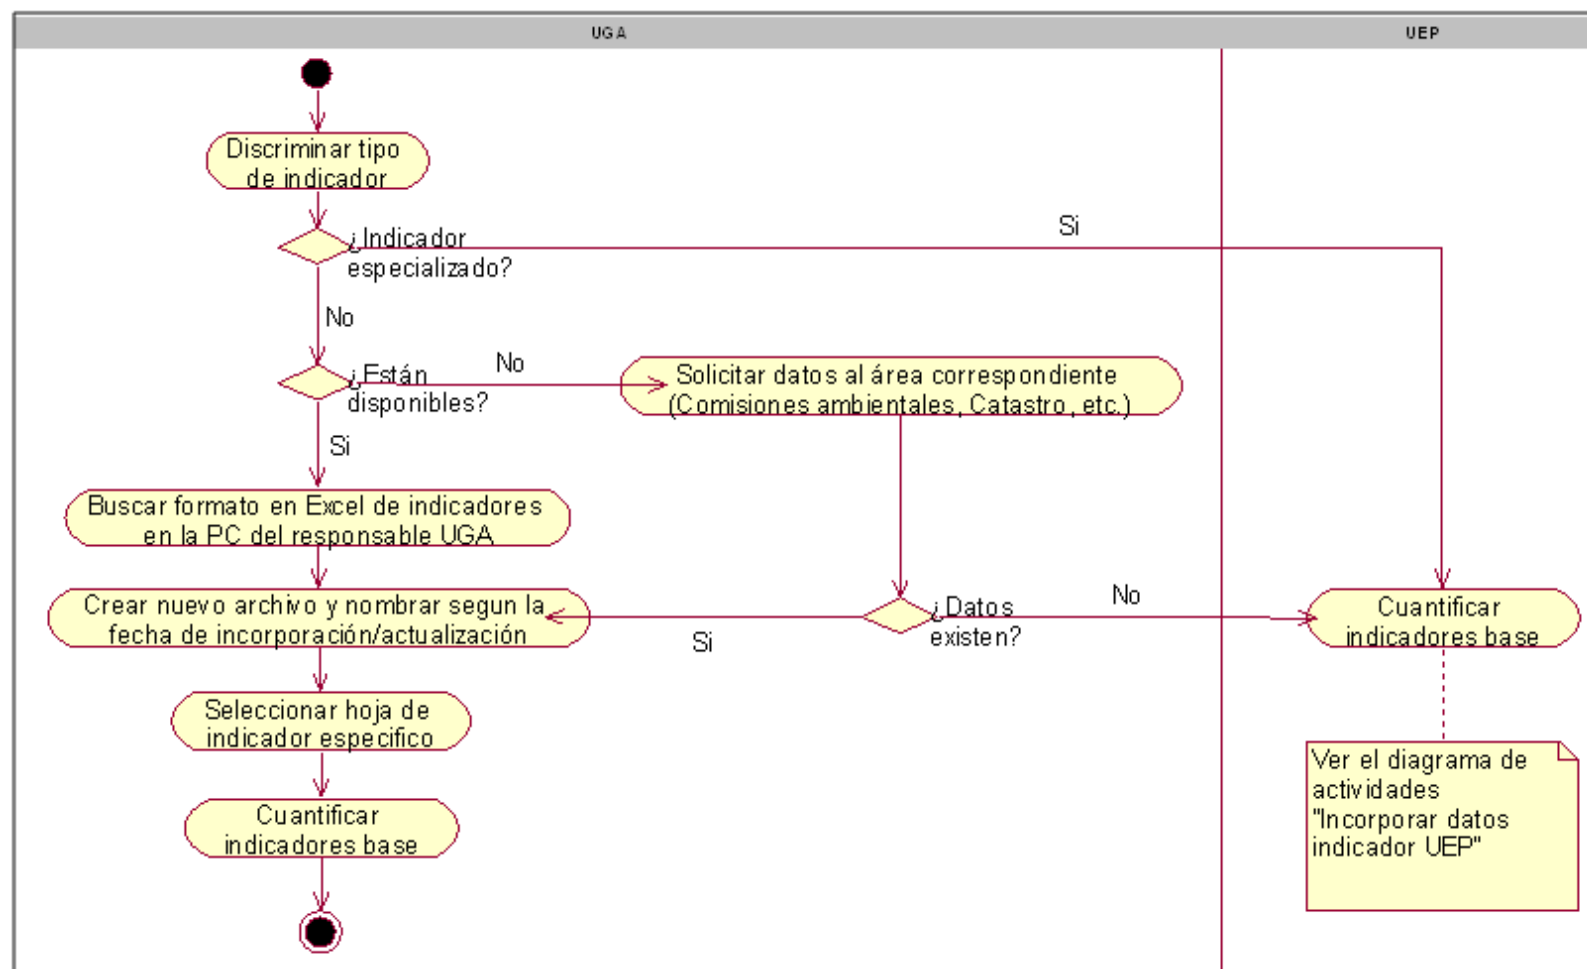 UGA
UEP
Discriminar tipo
de indicador
¿Indicador
especializado?
Si
No
¿Están
disponibles?
No
Solicitar datos al área correspondiente
(Comisiones ambientales, Catastro, etc.)
Si
Buscar formato en Excel de indicadores
en la PC del responsable UGA
Crear nuevo archivo y nombrar segun la
fecha de incorporación/actualización
Si
¿Datos
existen?
No
Cuantificar
indicadores base
Seleccionar hoja de
indicador especifico
Cuantificar
indicadores base
Ver el diagrama de
actividades
"Incorporar datos
indicador UEP"